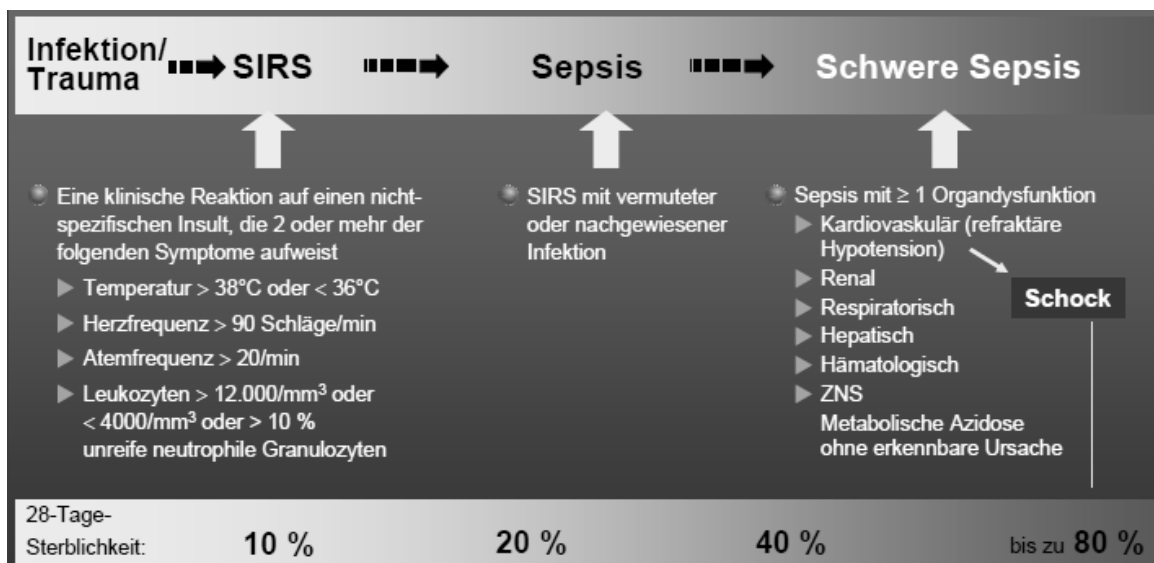 Infektion/
Trauma
SIRS
Sepsis
Schwere Sepsis
Eine klinische Reaktion auf einen nicht-
spezifischen Insult, die 2 oder mehr der
folgenden Symptome aufweist
Temperatur > 38°C oder < 36°C
Herzfrequenz > 90 Schläge/min
Atemfrequenz > 20/min
Leukozyten > 12.000/mm³ oder
< 4000/mm³ oder > 10 %
unreife neutrophile Granulozyten
SIRS mit vermuteter
oder nachgewiesener
Infektion
Sepsis mit ≥ 1 Organdysfunktion
Kardiovaskulär (refraktäre
Hypotension)
Renal
Respiratorisch
Hepatisch
Hämatologisch
ZNS
Metabolische Azidose
ohne erkennbare Ursache
Schock
28-Tage-
Sterblichkeit:
10 %
20 %
40 %
bis zu 80 %